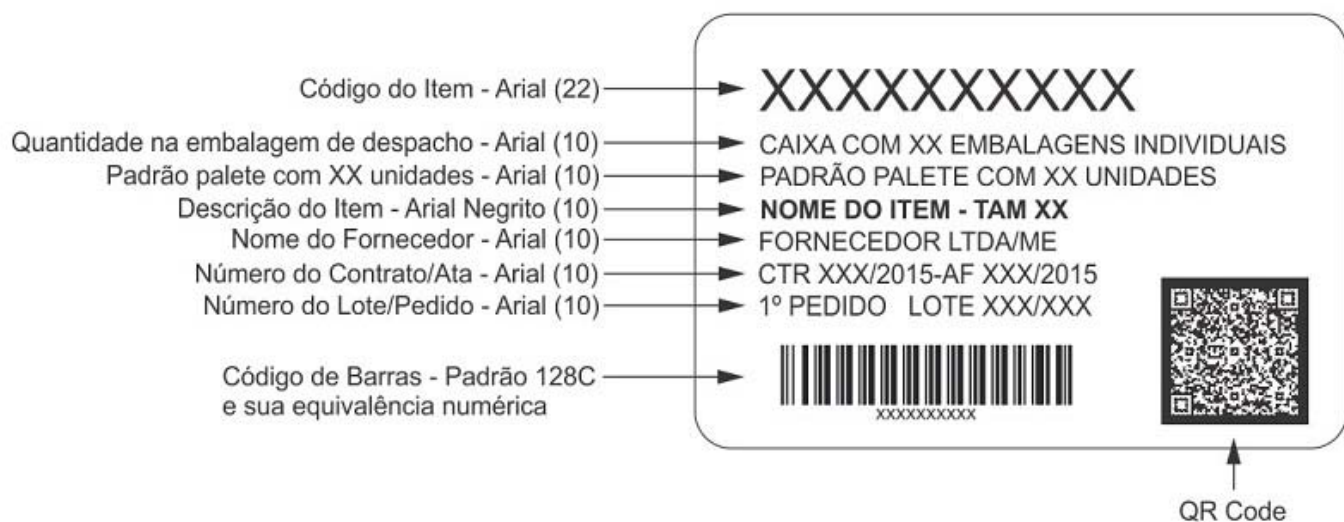 Código do Item - Arial (22)
XXXXXXXXXX
Quantidade na embalagem de despacho - Arial (10)
CAIXA COM XX EMBALAGENS INDIVIDUAIS
Padrão palete com XX unidades - Arial (10)
PADRÃO PALETE COM XX UNIDADES
Descrição do Item - Arial Negrito (10)
NOME DO ITEM - TAM XX
Nome do Fornecedor - Arial (10)
FORNECEDOR LTDA/ME
Número do Contrato/Ata - Arial (10)
CTR XXX/2015-AF XXX/2015
Número do Lote/Pedido - Arial (10)
1º PEDIDO LOTE XXX/XXX
Código de Barras - Padrão 128C
e sua equivalência numérica
XXXXXXXXXX
QR Code